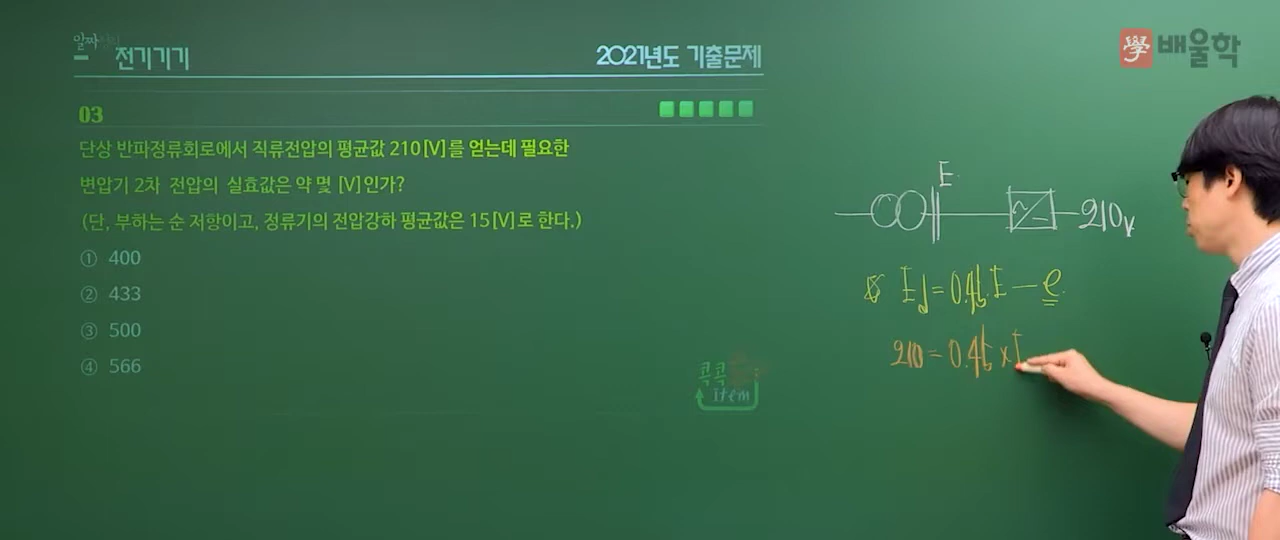 알짜
전기기기
2021년도 기출문제
學 배울학
03
단상 반파정류회로에서 직류전압의 평균값 210[V]를 얻는데 필요한
변압기 2차 전압의 실효값은 약 몇 [V]인가?
(단, 부하는 순 저항이고, 정류기의 전압강하 평균값은 15[V]로 한다.)
① 400
② 433
③ 500
④ 566
콕콕
Item
E
210V
Ed=0.45E-e
210=0.45×E